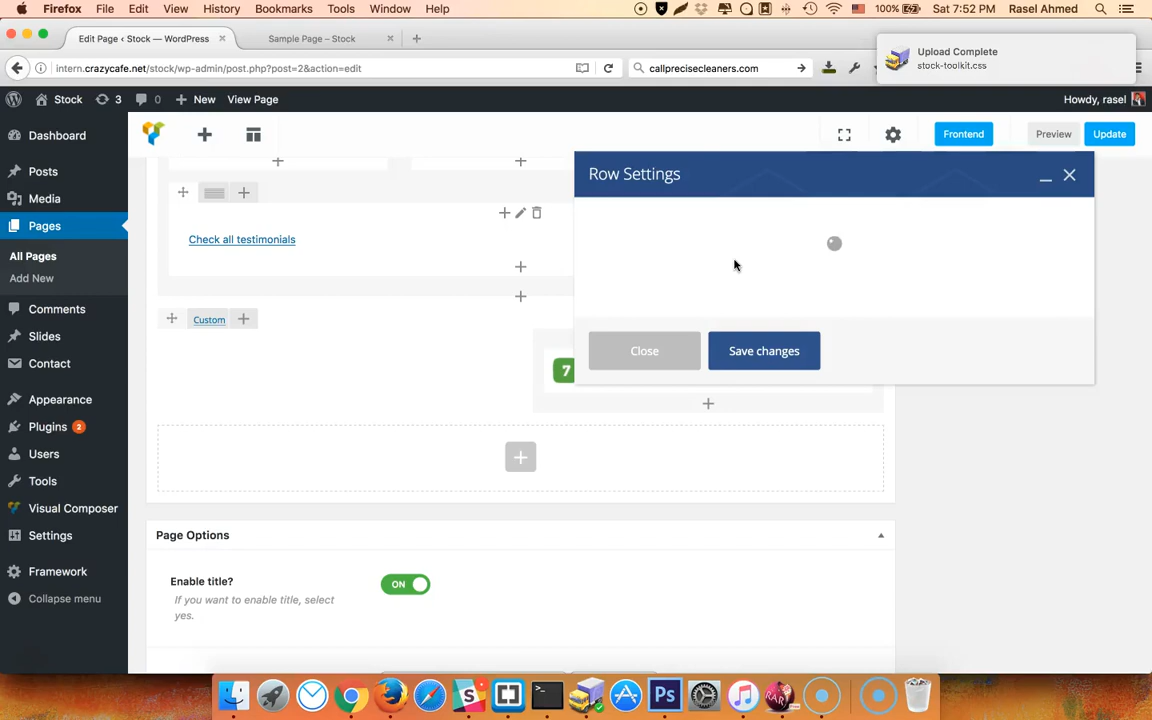 Firefox File Edit View History Bookmarks Tools Window Help 100% Sat 7:52 PM Rasel Ahmed
Edit Page ‹ Stock — WordPress Sample Page – Stock
Upload Complete
stock-toolkit.css
intern.crazycafe.net/stock/wp-admin/post.php?post=2&action=edit callprecisecleaners.com
Stock 3 0 New View Page Howdy, rasel
Dashboard
Posts
Media
Pages
All Pages
Add New
Comments
Slides
Contact
Appearance
Plugins 2
Users
Tools
Visual Composer
Settings
Framework
Collapse menu
Frontend Preview Update
Row Settings
Close Save changes
Check all testimonials
Custom
7
Page Options
Enable title?
ON
If you want to enable title, select
yes.